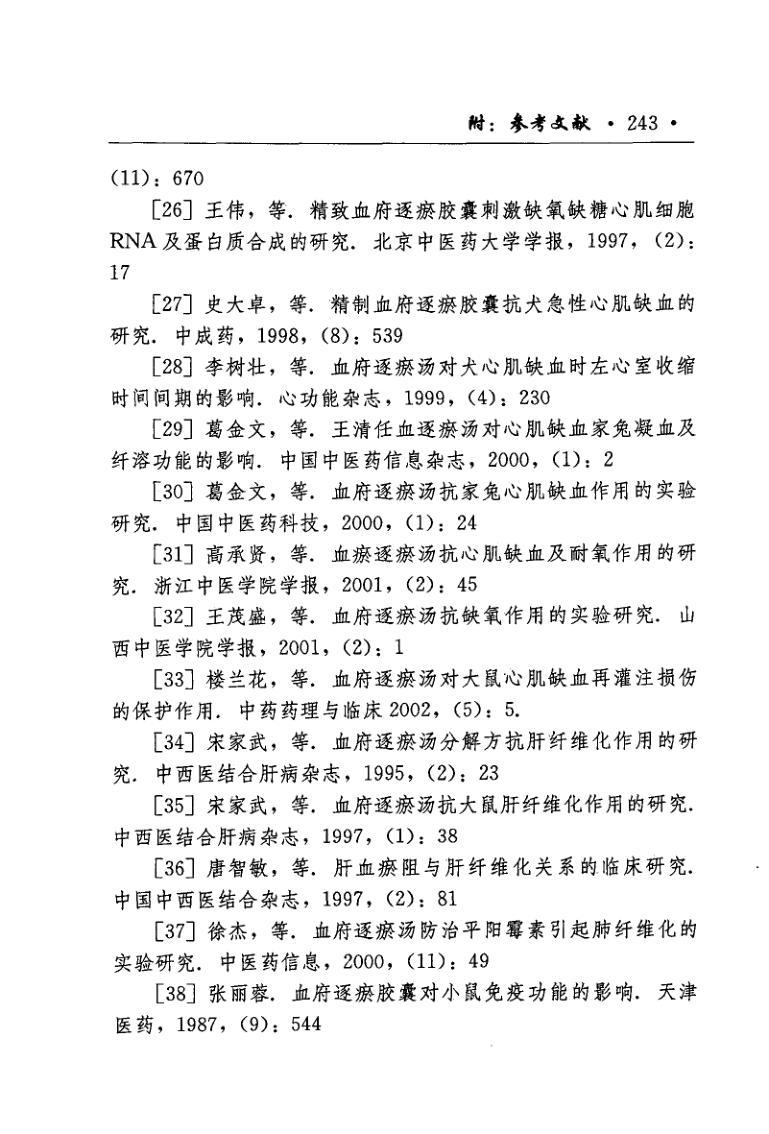 附：参考文献 · 243 ·
（11）：670
［26］王伟，等．精致血府逐瘀胶囊刺激缺氧缺糖心肌细胞
RNA及蛋白质合成的研究．北京中医药大学学报，1997，（2）：
17
［27］史大卓，等．精制血府逐瘀胶囊抗犬急性心肌缺血的
研究．中成药，1998，（8）：539
［28］李树壮，等．血府逐瘀汤对犬心肌缺血时左心室收缩
时间间期的影响．心功能杂志，1999，（4）：230
［29］葛金文，等．王清任血逐瘀汤对心肌缺血家兔凝血及
纤溶功能的影响．中国中医药信息杂志，2000，（1）：2
［30］葛金文，等．血府逐瘀汤抗家兔心肌缺血作用的实验
研究．中国中医药科技，2000，（1）：24
［31］高承贤，等．血瘀逐瘀汤抗心肌缺血及耐氧作用的研
究．浙江中医学院学报，2001，（2）：45
［32］王茂盛，等．血府逐瘀汤抗缺氧作用的实验研究．山
西中医学院学报，2001，（2）：1
［33］楼兰花，等．血府逐瘀汤对大鼠心肌缺血再灌注损伤
的保护作用．中药药理与临床2002，（5）：5.
［34］宋家武，等．血府逐瘀汤分解方抗肝纤维化作用的研
究．中西医结合肝病杂志，1995，（2）：23
［35］宋家武，等．血府逐瘀汤抗大鼠肝纤维化作用的研究．
中西医结合肝病杂志，1997，（1）：38
［36］唐智敏，等．肝血瘀阻与肝纤维化关系的临床研究．
中国中西医结合杂志，1997，（2）：81
［37］徐杰，等．血府逐瘀汤防治平阳霉素引起肺纤维化的
实验研究．中医药信息，2000，（11）：49
［38］张丽蓉．血府逐瘀胶囊对小鼠免疫功能的影响．天津
医药，1987，（9）：544